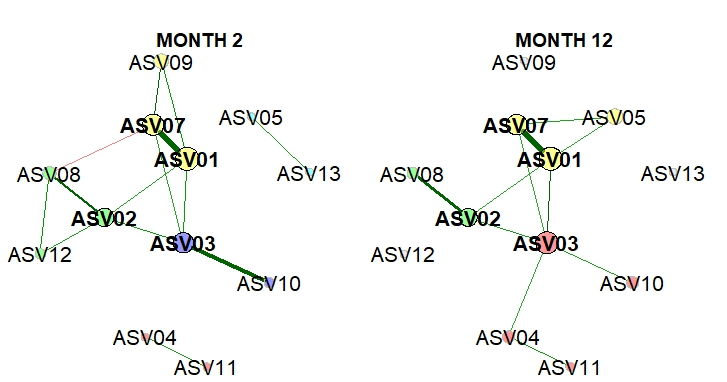 MONTH 2
ASV09
ASV07
ASV05
ASV01
ASV08
ASV13
ASV02
ASV03
ASV12
ASV10
ASV04
ASV11
MONTH 12
ASV09
ASV07
ASV05
ASV01
ASV08
ASV13
ASV02
ASV03
ASV12
ASV10
ASV04
ASV11